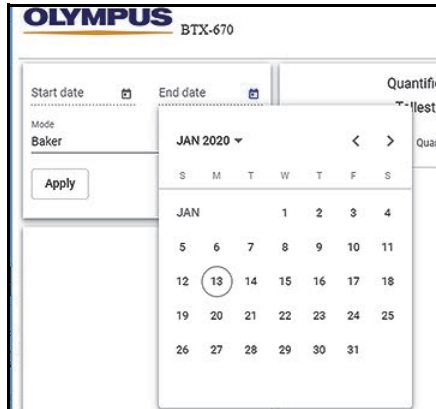 OLYMPUS BTX-670
Start date End date
Mode
Baker
Apply
JAN 2020
S M T W T F S
JAN 1 2 3 4
5 6 7 8 9 10 11
12 13 14 15 16 17 18
19 20 21 22 23 24 25
26 27 28 29 30 31